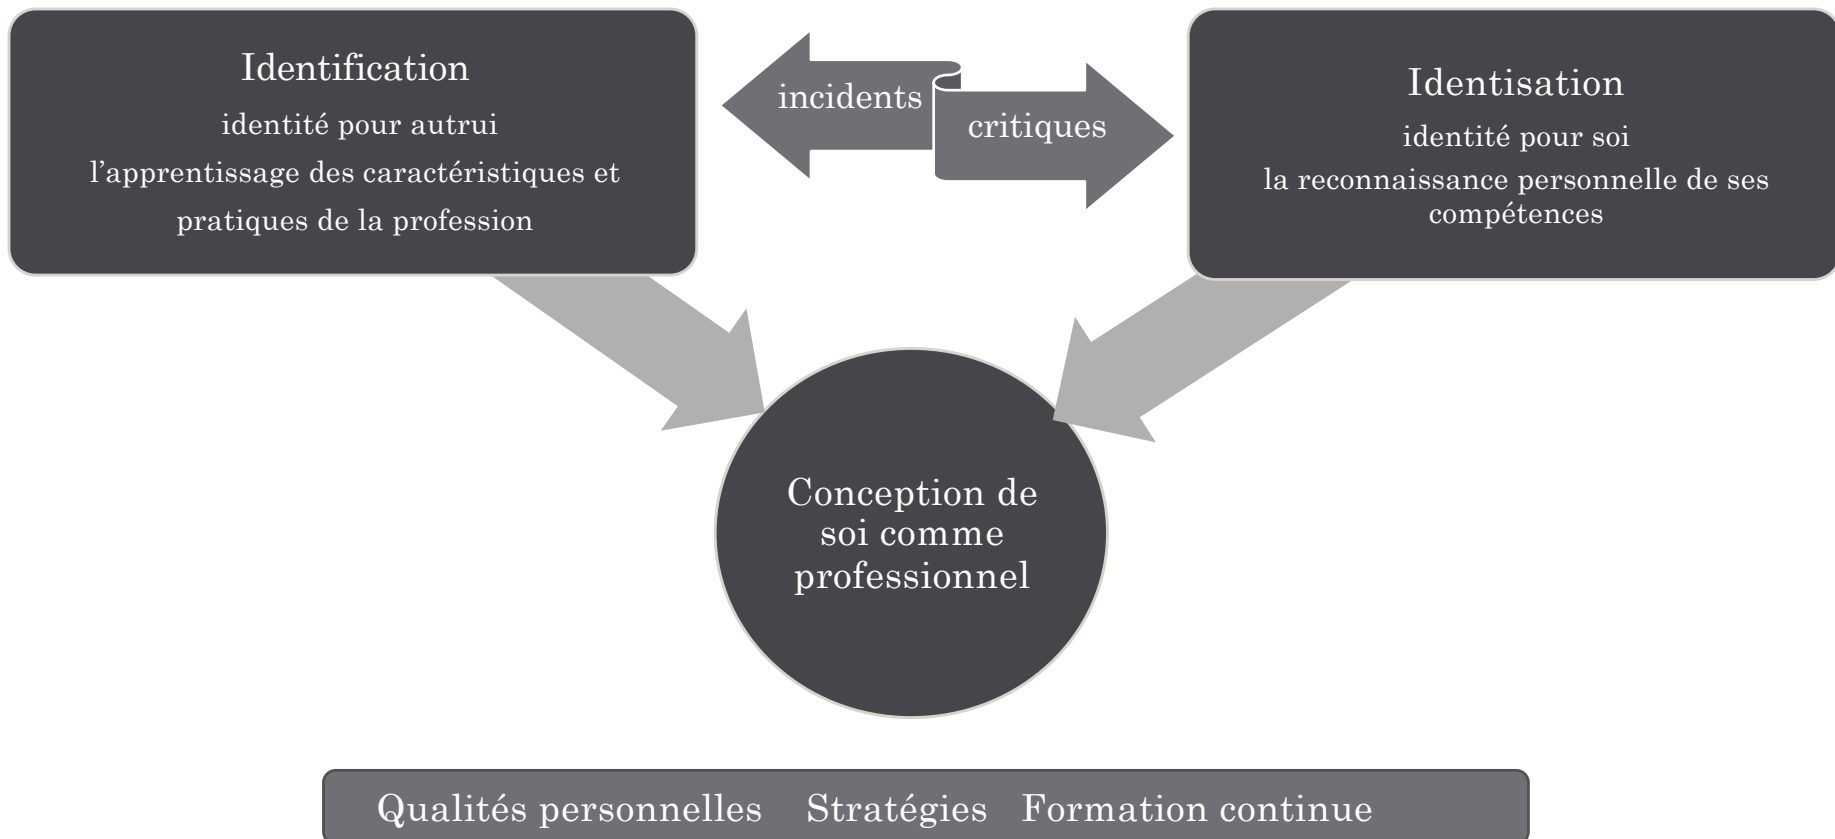 Identification
identité pour autrui
l’apprentissage des caractéristiques et
pratiques de la profession
incidents
critiques
Identisation
identité pour soi
la reconnaissance personnelle de ses
compétences
Conception de
soi comme
professionnel
Qualités personnelles Stratégies Formation continue